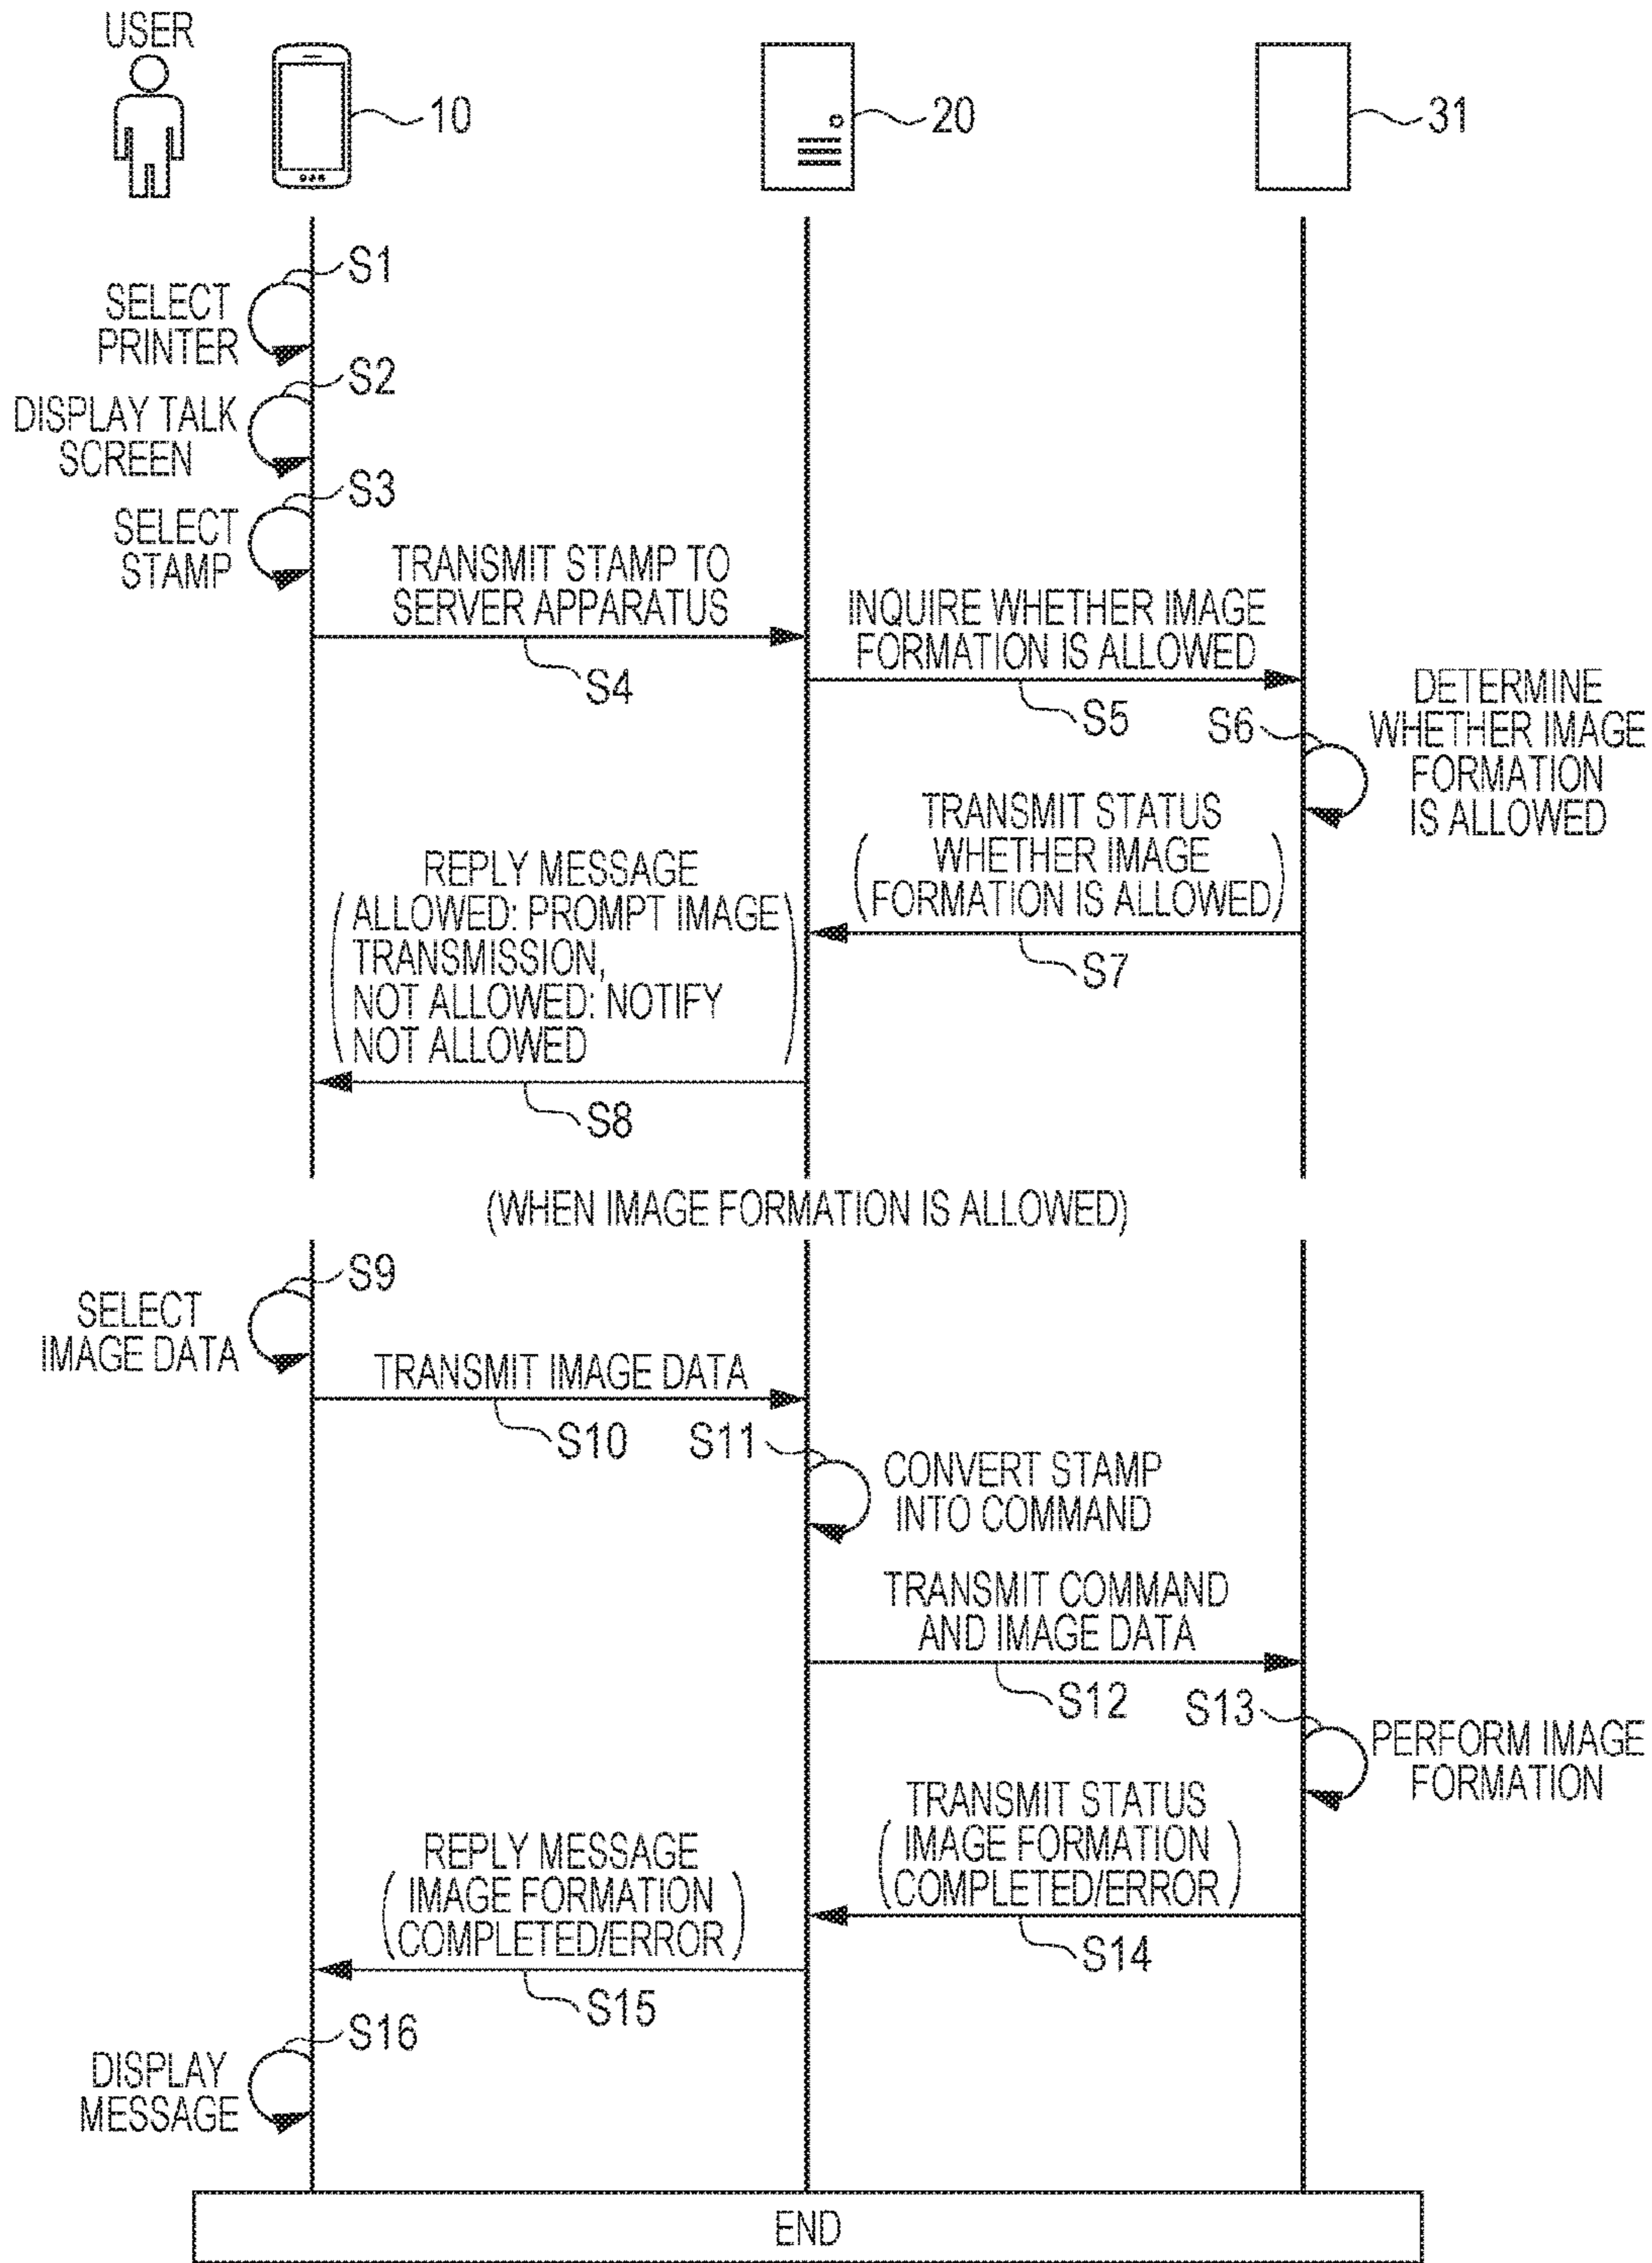 USER
10
20
31
S1
SELECT
PRINTER
S2
DISPLAY TALK
SCREEN
S3
SELECT
STAMP
TRANSMIT STAMP TO
SERVER APPARATUS
S4
INQUIRE WHETHER IMAGE
FORMATION IS ALLOWED
S5
S6
DETERMINE
WHETHER IMAGE
FORMATION
IS ALLOWED
TRANSMIT STATUS
(WHETHER IMAGE
FORMATION IS ALLOWED)
S7
REPLY MESSAGE
(ALLOWED: PROMPT IMAGE
TRANSMISSION,
NOT ALLOWED: NOTIFY
NOT ALLOWED)
S8
(WHEN IMAGE FORMATION IS ALLOWED)
S9
SELECT
IMAGE DATA
TRANSMIT IMAGE DATA
S10
S11
CONVERT STAMP
INTO COMMAND
TRANSMIT COMMAND
AND IMAGE DATA
S12
S13
PERFORM IMAGE
FORMATION
TRANSMIT STATUS
(IMAGE FORMATION
COMPLETED/ERROR)
S14
REPLY MESSAGE
(IMAGE FORMATION
COMPLETED/ERROR)
S15
S16
DISPLAY
MESSAGE
END